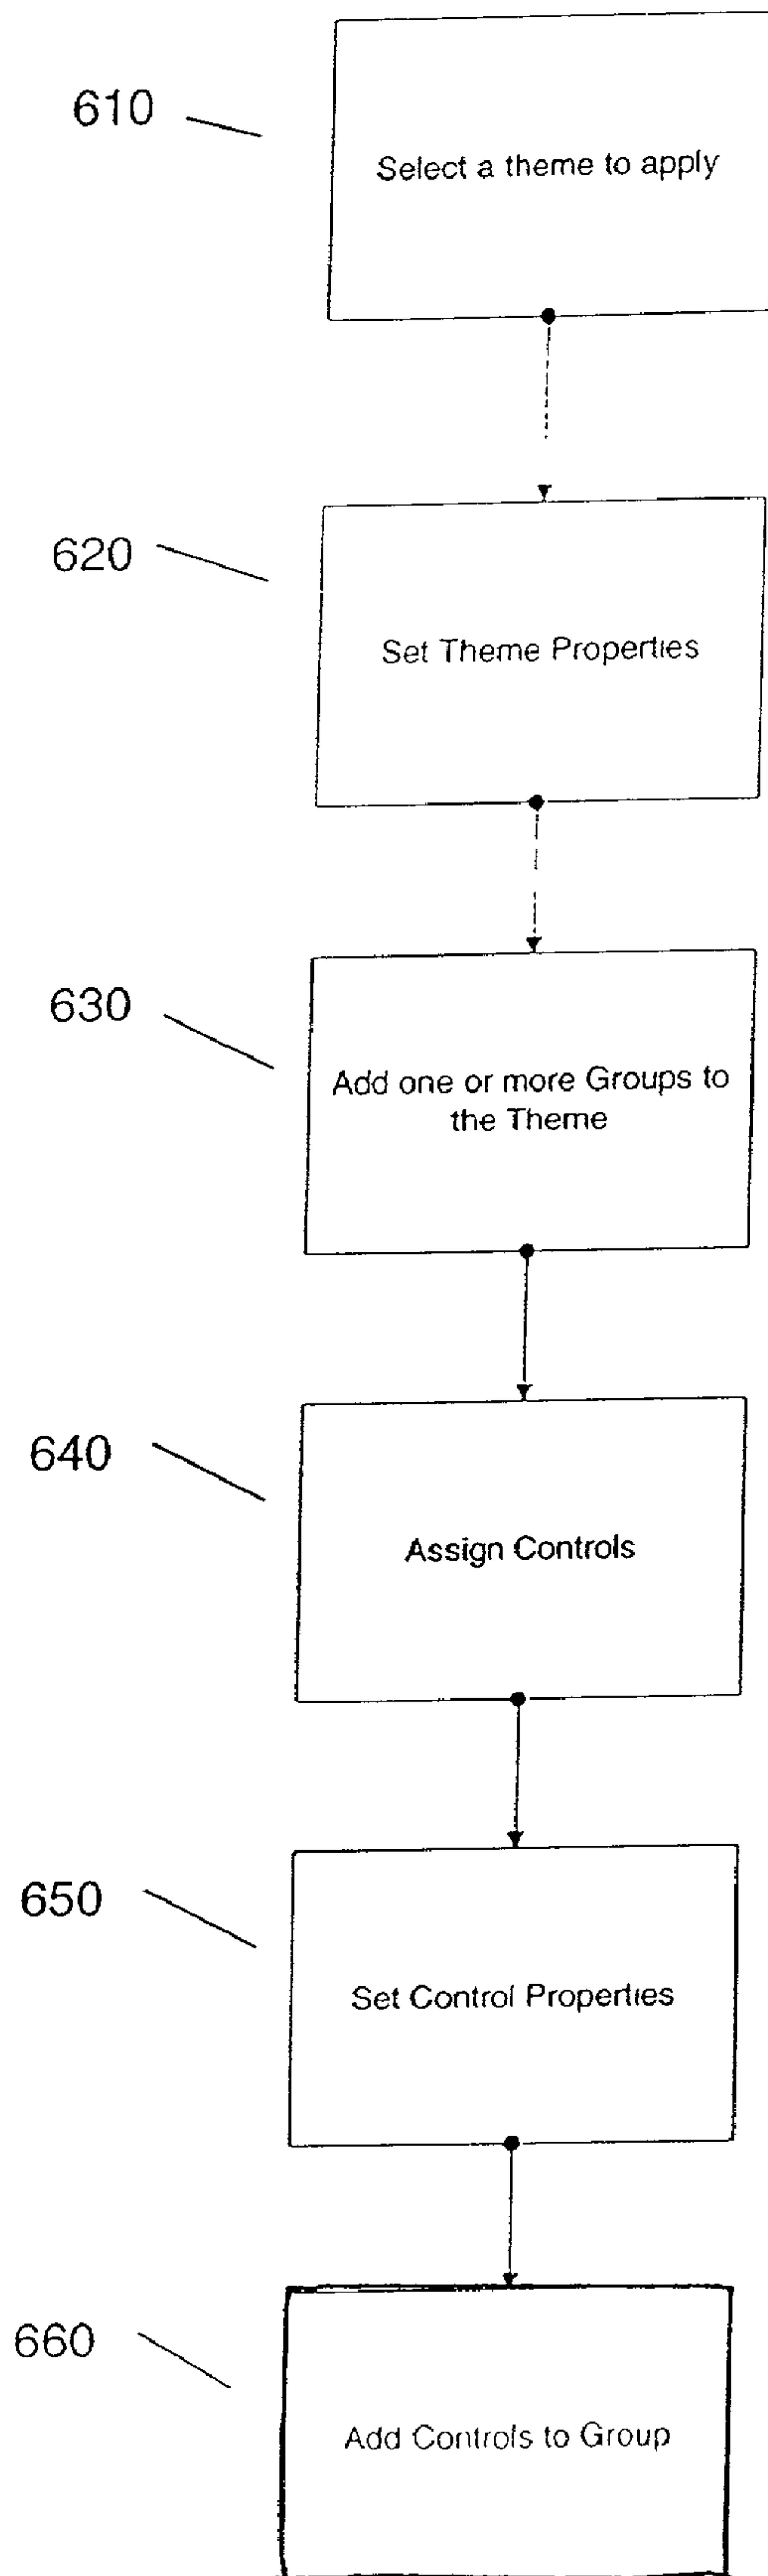 610
Select a theme to apply
620
Set Theme Properties
630
Add one or more Groups to
the Theme
640
Assign Controls
650
Set Control Properties
660
Add Controls to Group